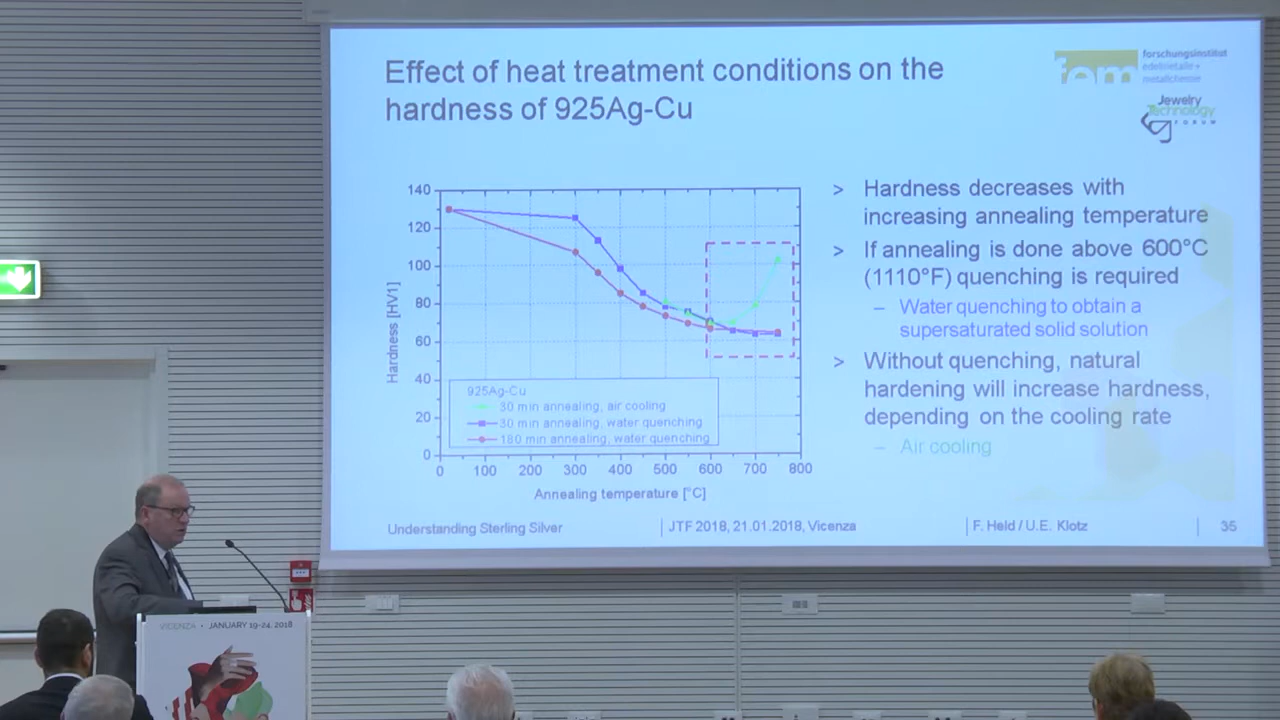 Effect of heat treatment conditions on the
hardness of 925Ag-Cu
fem
forschungsinstitut
edelmetalle +
metallchemie
Jewelry
Technology
FORUM
140
120
100
80
60
40
20
0
Hardness [HV1]
925Ag-Cu
30 min annealing, air cooling
30 min annealing, water quenching
180 min annealing, water quenching
0 100 200 300 400 500 600 700 800
Annealing temperature [°C]
> Hardness decreases with
increasing annealing temperature
> If annealing is done above 600°C
(1110°F) quenching is required
– Water quenching to obtain a
supersaturated solid solution
> Without quenching, natural
hardening will increase hardness,
depending on the cooling rate
– Air cooling
Understanding Sterling Silver
JTF 2018, 21.01.2018, Vicenza
F. Held / U.E. Klotz
35
VICENZA • JANUARY 19-24, 2018